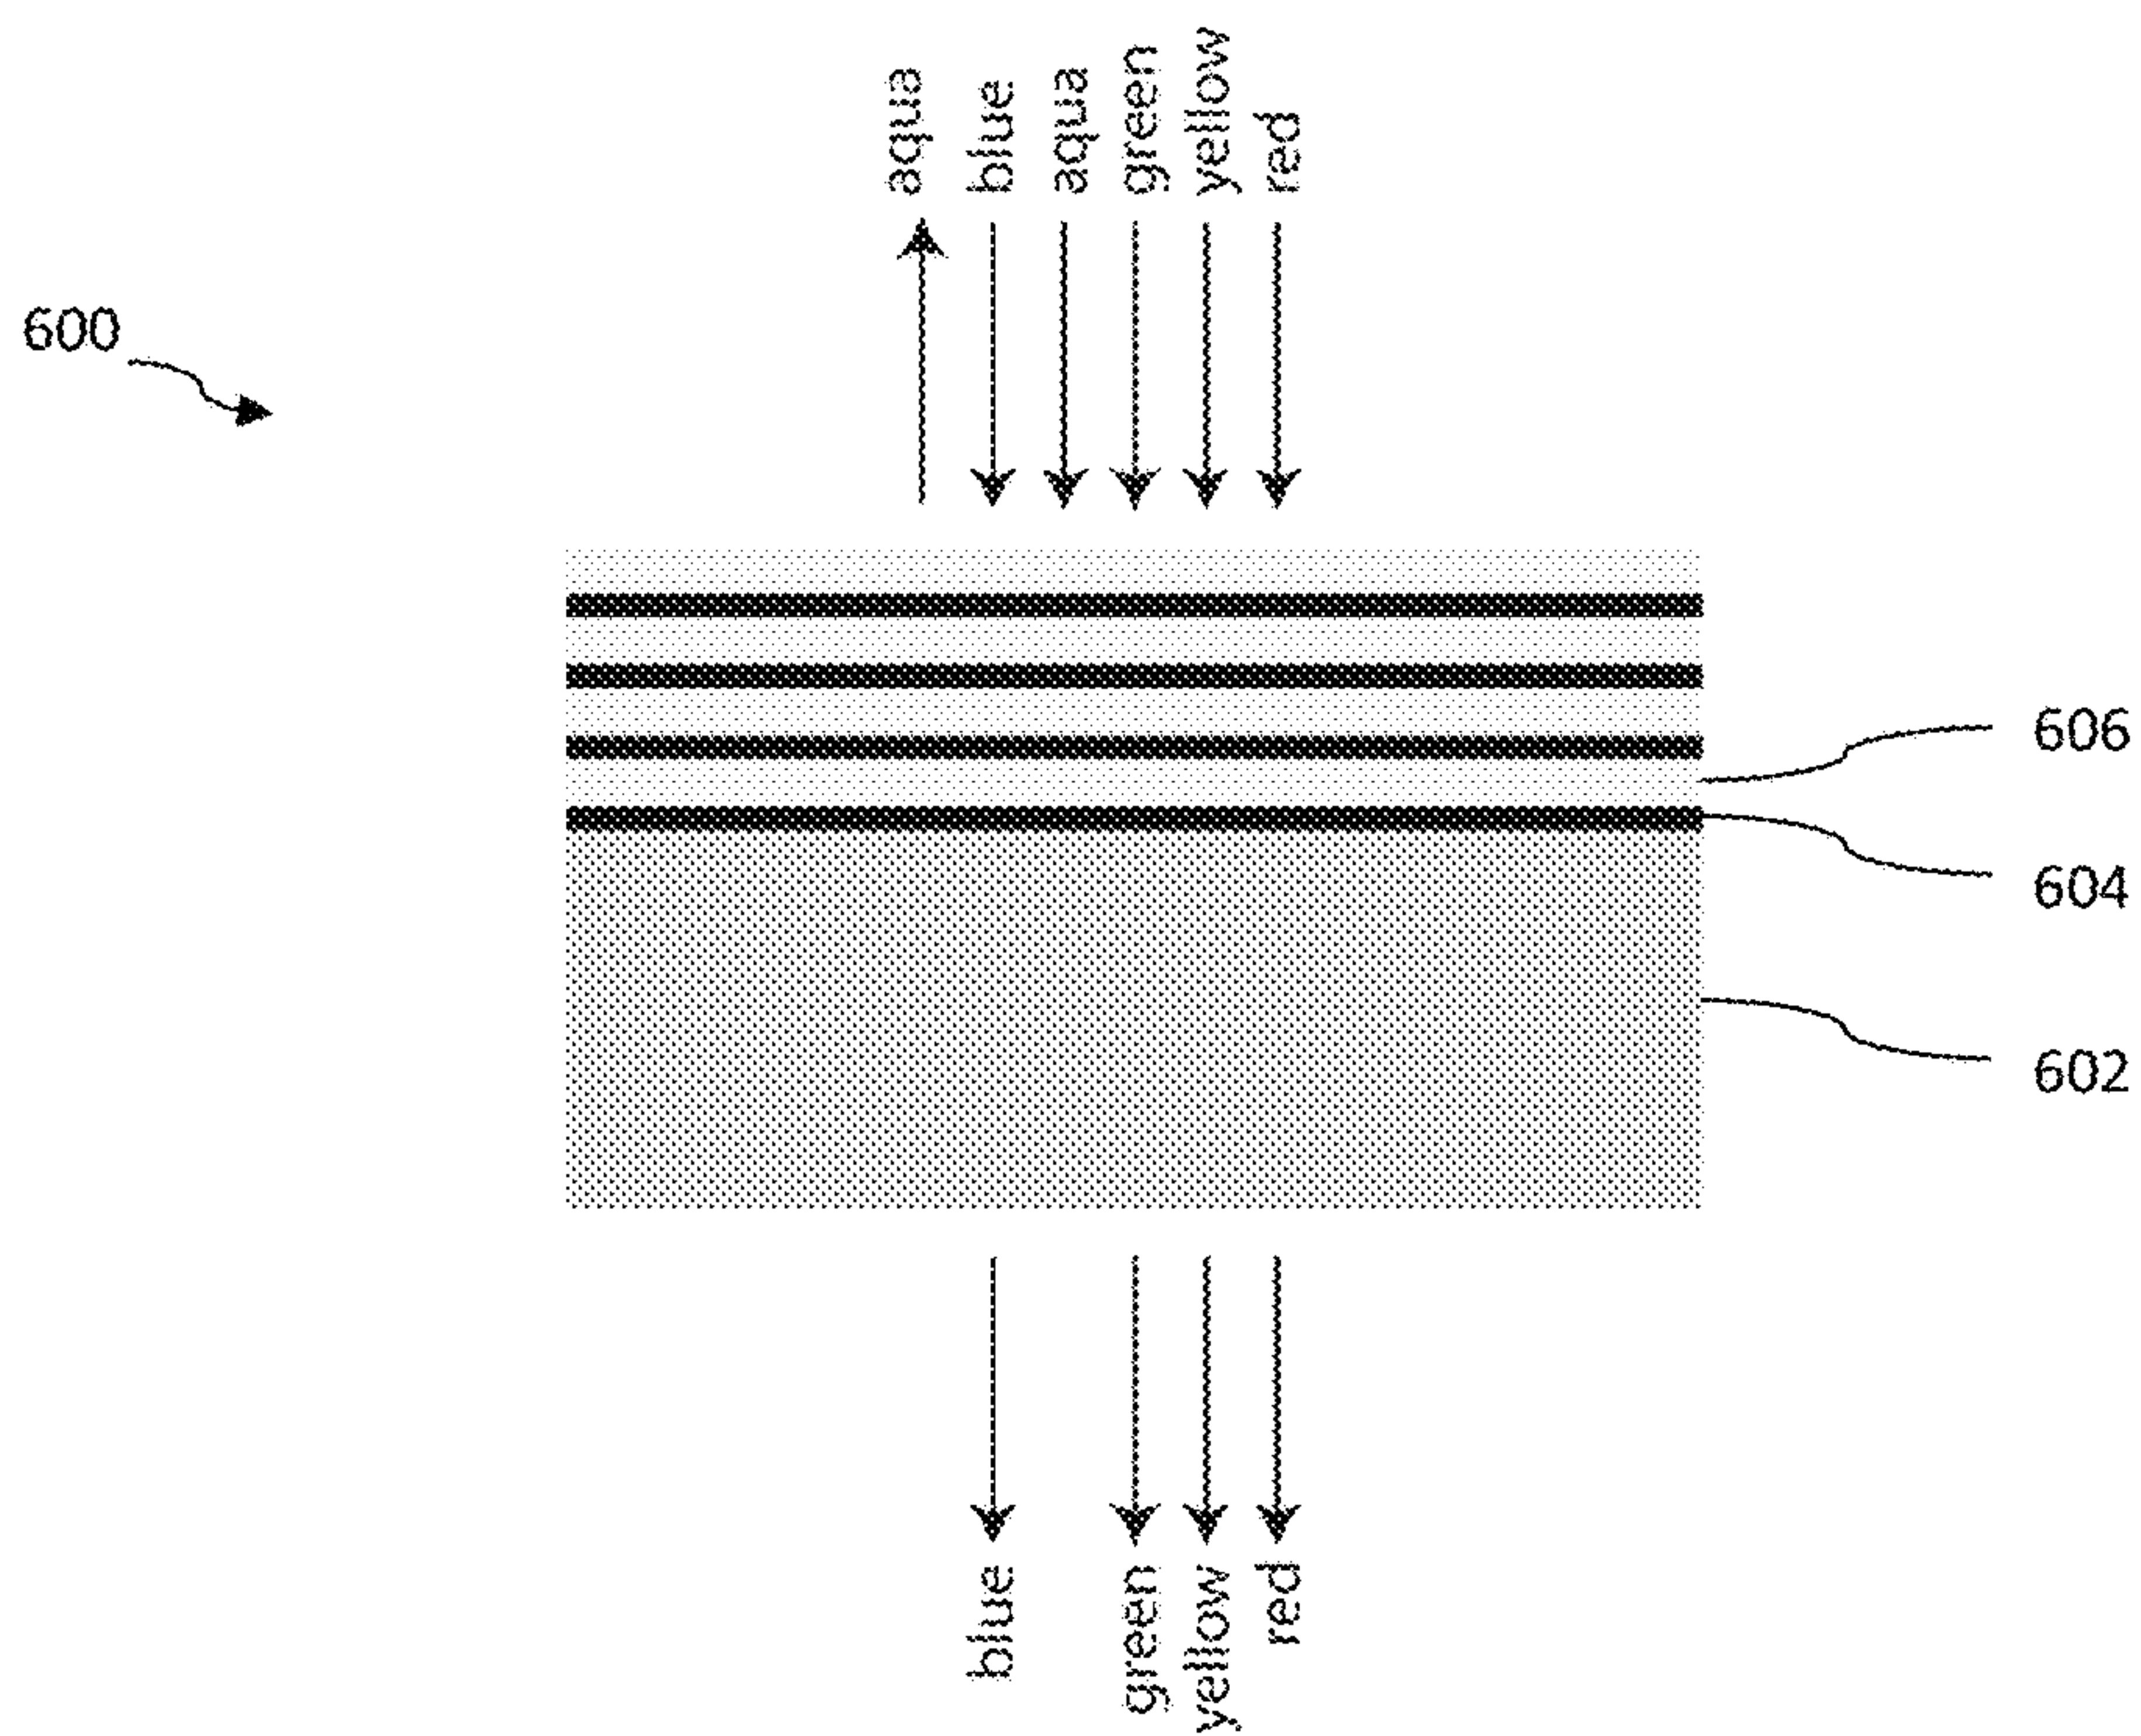 aqua
blue
aqua
green
yellow
red
600
606
604
602
blue
green
yellow
red